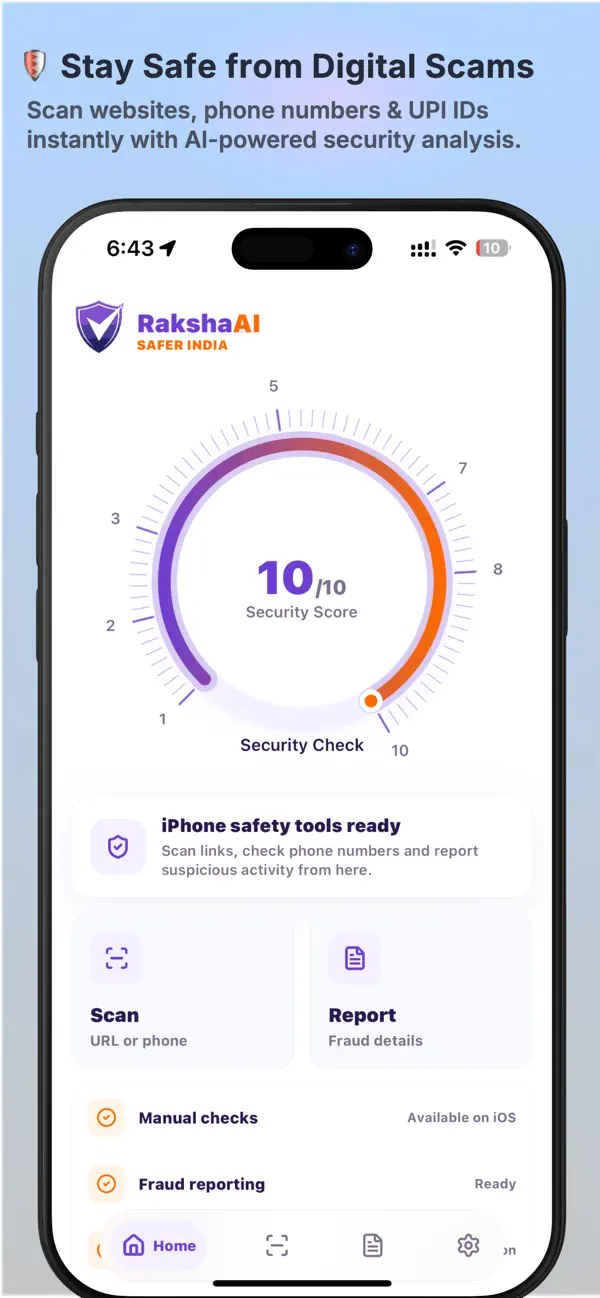 Stay Safe from Digital Scams
Scan websites, phone numbers & UPI IDs
instantly with AI-powered security analysis.
6:43
10
RakshaAI
SAFER INDIA
5
7
3
8
10/10
Security Score
2
1
Security Check
10
iPhone safety tools ready
Scan links, check phone numbers and report
suspicious activity from here.
Scan
URL or phone
Report
Fraud details
Manual checks
Available on iOS
Fraud reporting
Ready
Home